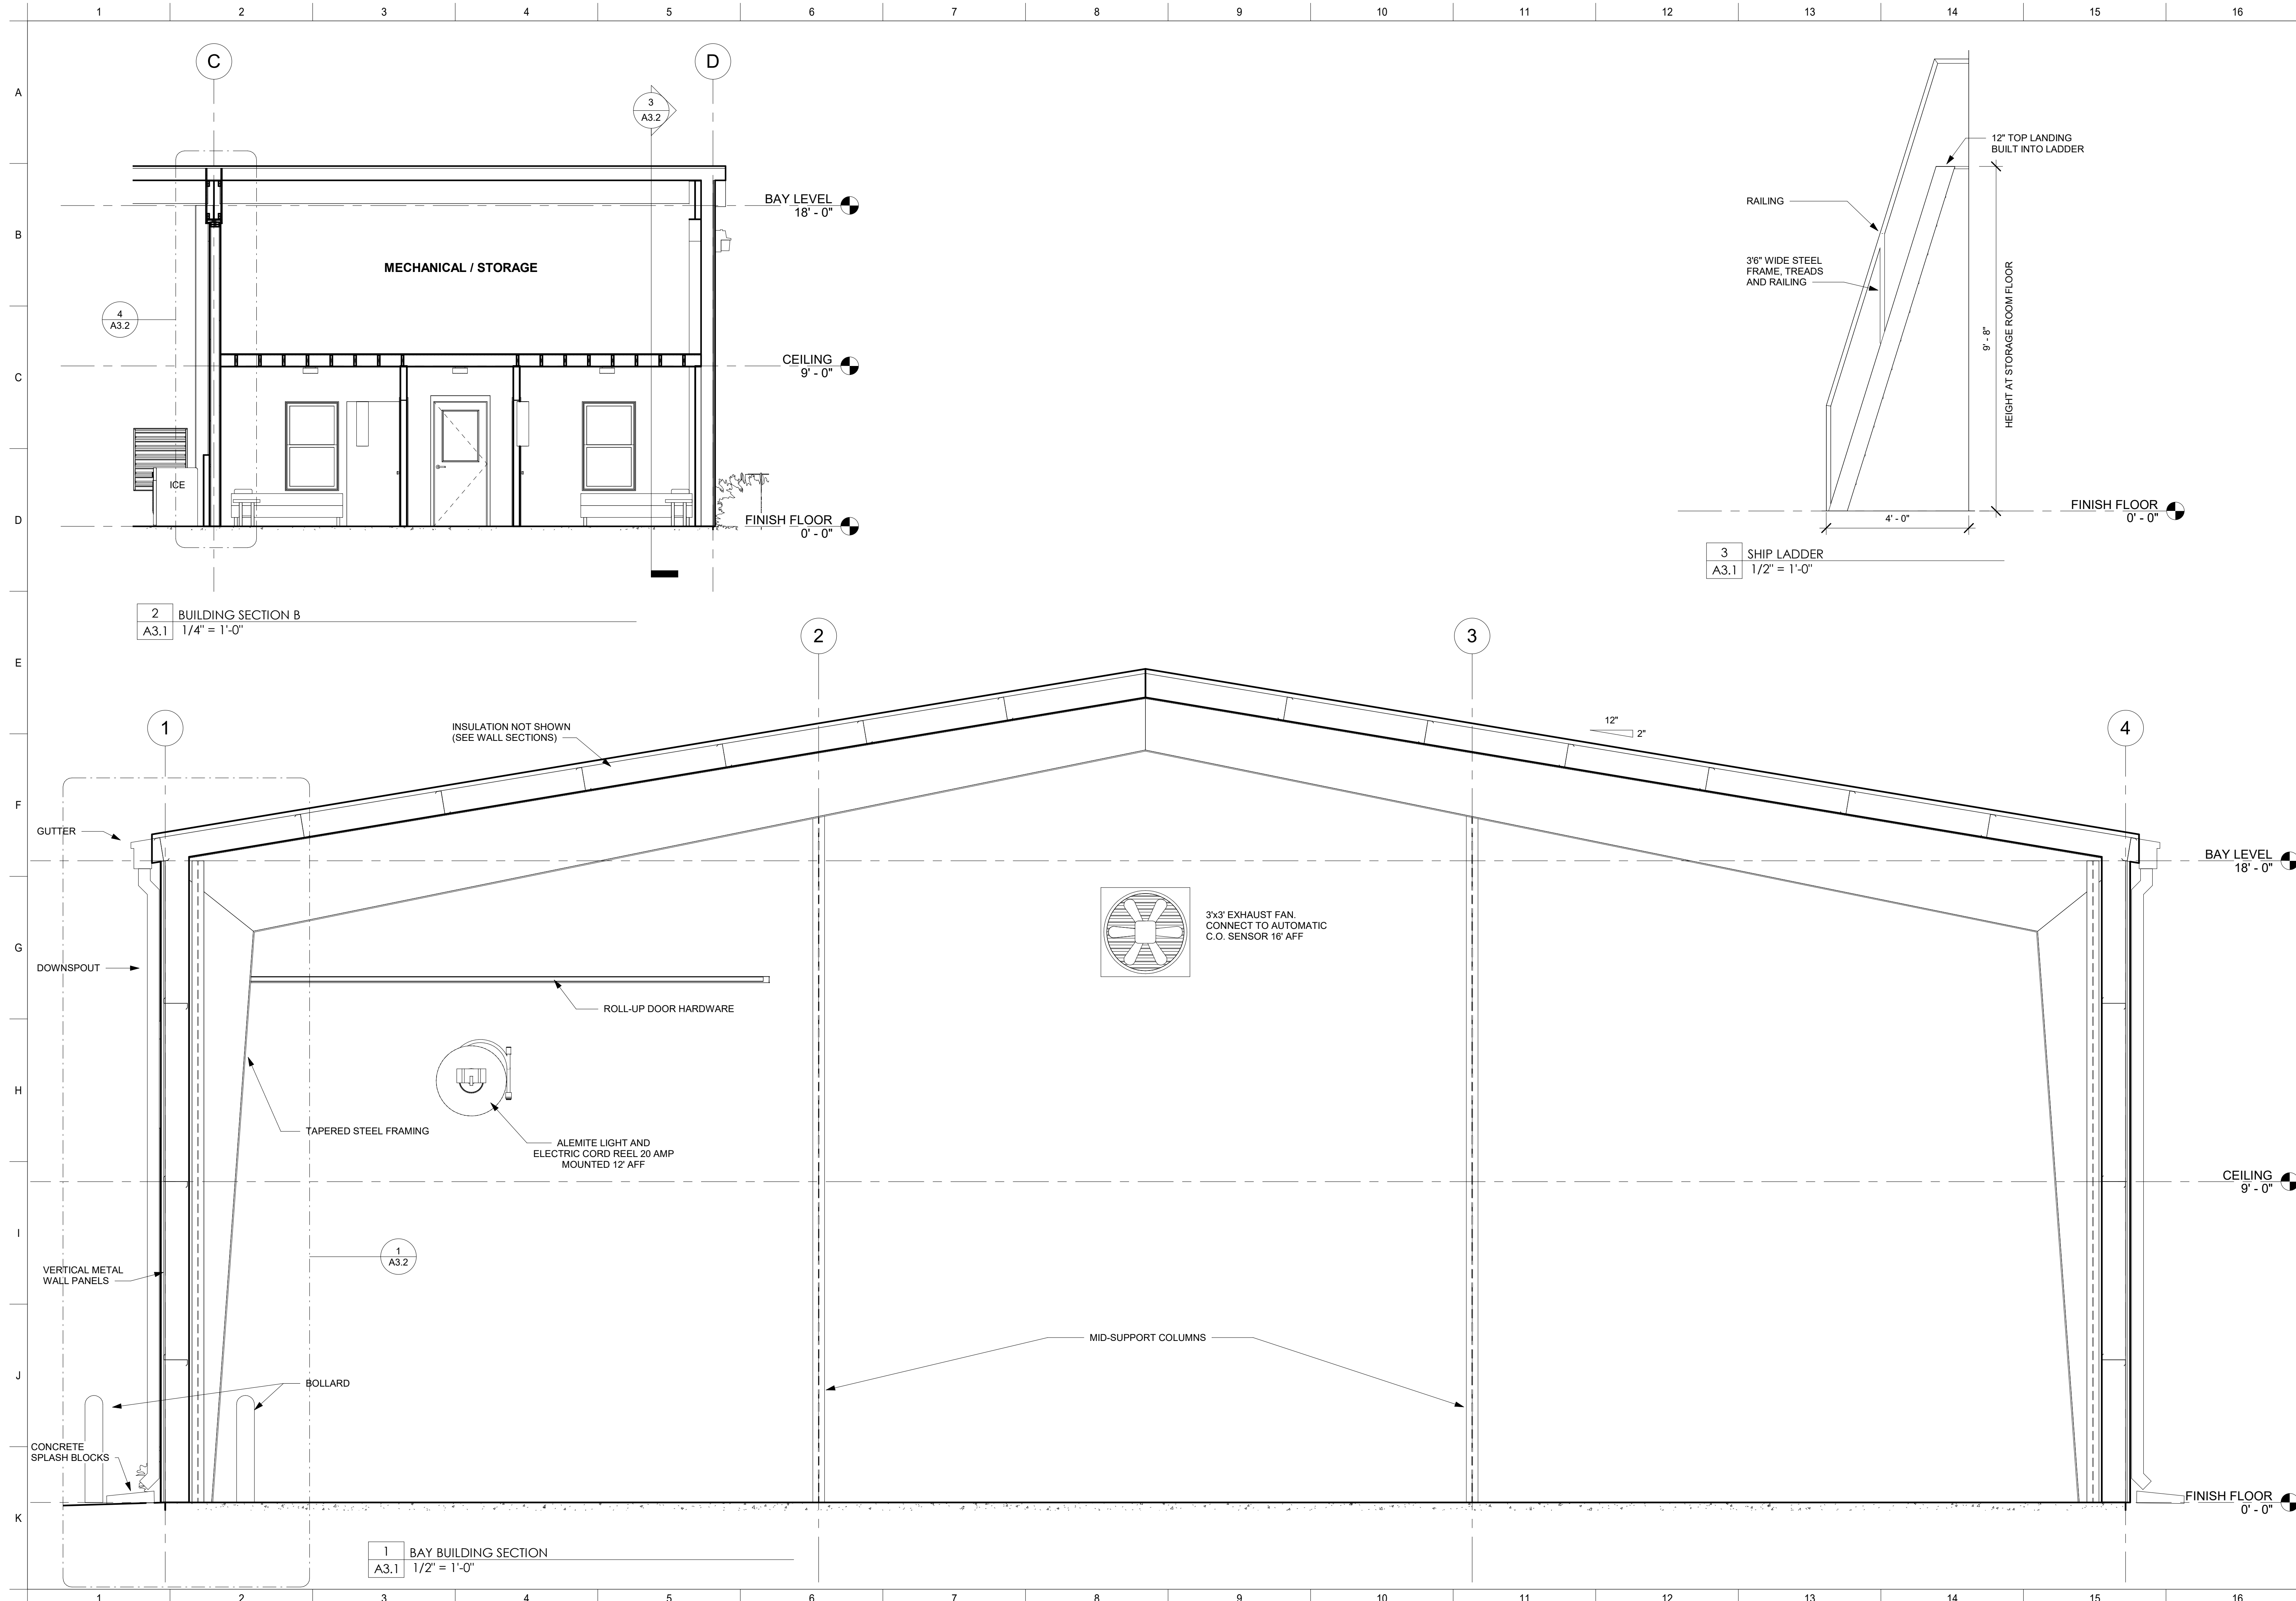 1 2 3 4 5 6 7 8 9 10 11 12 13 14 15 16
A
B
C
D
E
F
G
H
I
J
K
C
D
3
A3.2
4
A3.2
BAY LEVEL
18' - 0"
MECHANICAL / STORAGE
CEILING
9' - 0"
ICE
FINISH FLOOR
0' - 0"
2 BUILDING SECTION B
A3.1 1/4" = 1'-0"
12" TOP LANDING
BUILT INTO LADDER
RAILING
3'6" WIDE STEEL
FRAME, TREADS
AND RAILING
9' - 8"
HEIGHT AT STORAGE ROOM FLOOR
4' - 0"
FINISH FLOOR
0' - 0"
3 SHIP LADDER
A3.1 1/2" = 1'-0"
1
2
3
4
INSULATION NOT SHOWN
(SEE WALL SECTIONS)
12"
2"
GUTTER
BAY LEVEL
18' - 0"
3'x3' EXHAUST FAN.
CONNECT TO AUTOMATIC
C.O. SENSOR 16' AFF
DOWNSPOUT
ROLL-UP DOOR HARDWARE
TAPERED STEEL FRAMING
ALEMITE LIGHT AND
ELECTRIC CORD REEL 20 AMP
MOUNTED 12' AFF
CEILING
9' - 0"
1
A3.2
VERTICAL METAL
WALL PANELS
MID-SUPPORT COLUMNS
BOLLARD
CONCRETE
SPLASH BLOCKS
FINISH FLOOR
0' - 0"
1 BAY BUILDING SECTION
A3.1 1/2" = 1'-0"
1 2 3 4 5 6 7 8 9 10 11 12 13 14 15 16